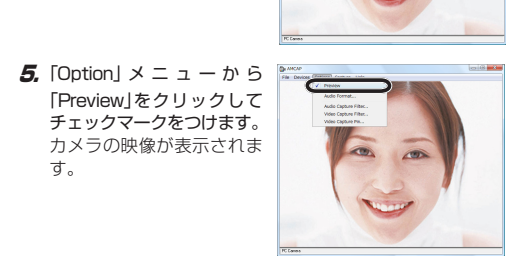 PC Camera
5. 「Option」メニューから
「Preview」をクリックして
チェックマークをつけます。
カメラの映像が表示されま
す。
AMCAP
File Devices
✓ Preview
Audio Format...
Audio Capture Filter...
Video Capture Filter...
Video Capture Pin...
PC Camera